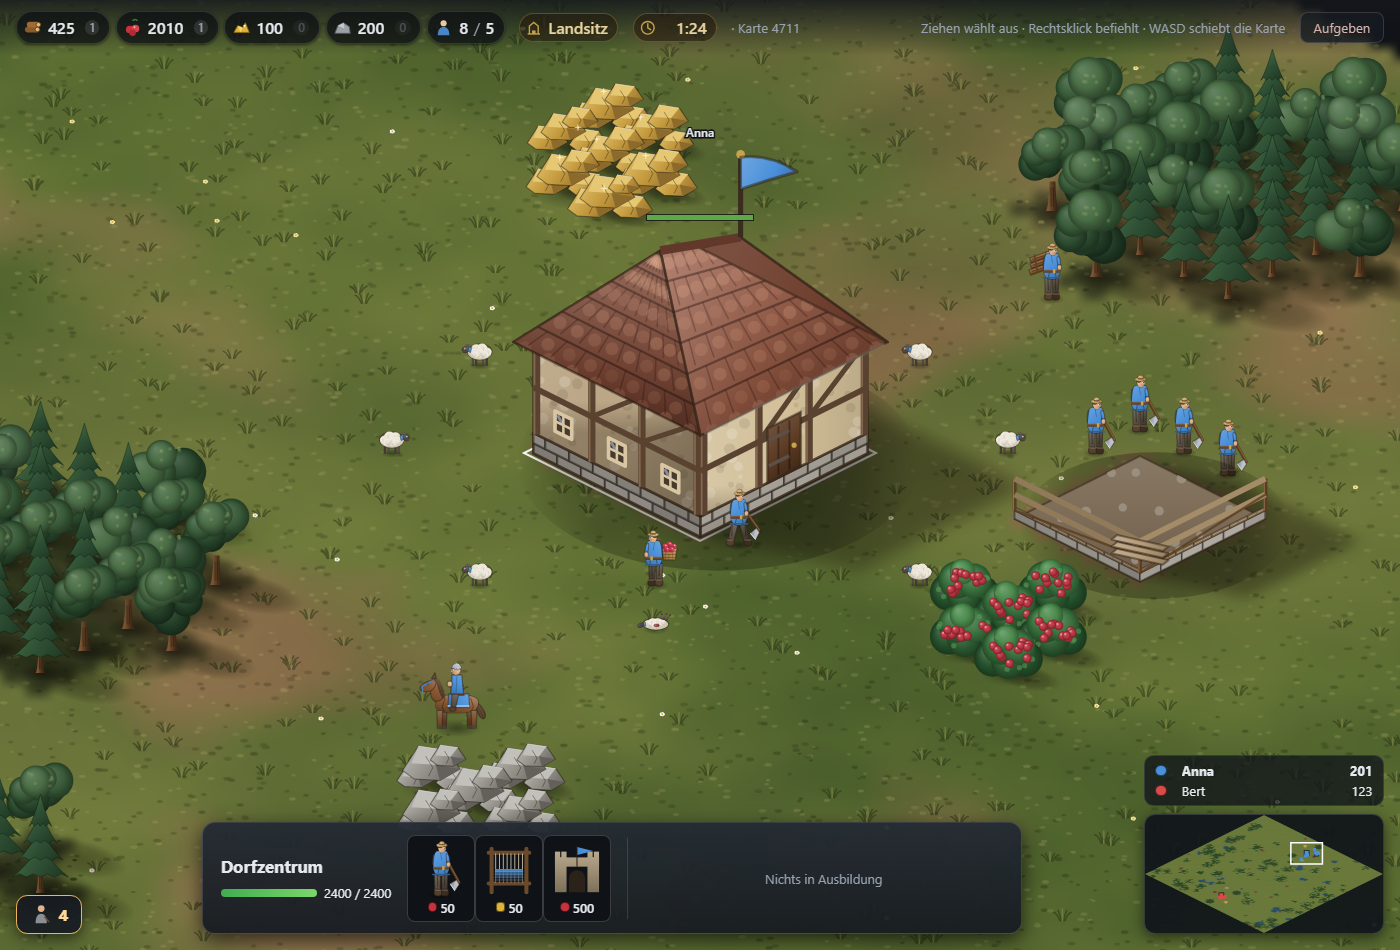 425 1 2010 1 100 0 200 0 8 / 5 Landsitz 1:24 · Karte 4711 Ziehen wählt aus · Rechtsklick befiehlt · WASD schiebt die Karte Aufgeben
Anna
Anna 201
Bert 123
Dorfzentrum
2400 / 2400
50 50 500
Nichts in Ausbildung
4